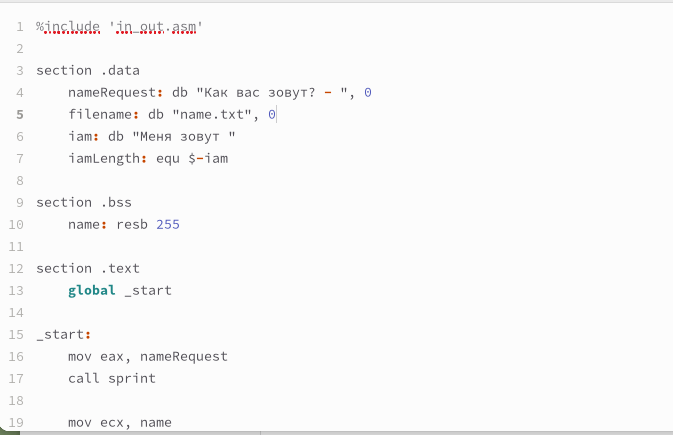 1 %include 'in_out.asm'
2
3 section .data
4 nameRequest: db "Как вас зовут? - ", 0
5 filename: db "name.txt", 0
6 iam: db "Меня зовут "
7 iamLength: equ $-iam
8
9 section .bss
10 name: resb 255
11
12 section .text
13 global _start
14
15 _start:
16 mov eax, nameRequest
17 call sprint
18
19 mov ecx, name